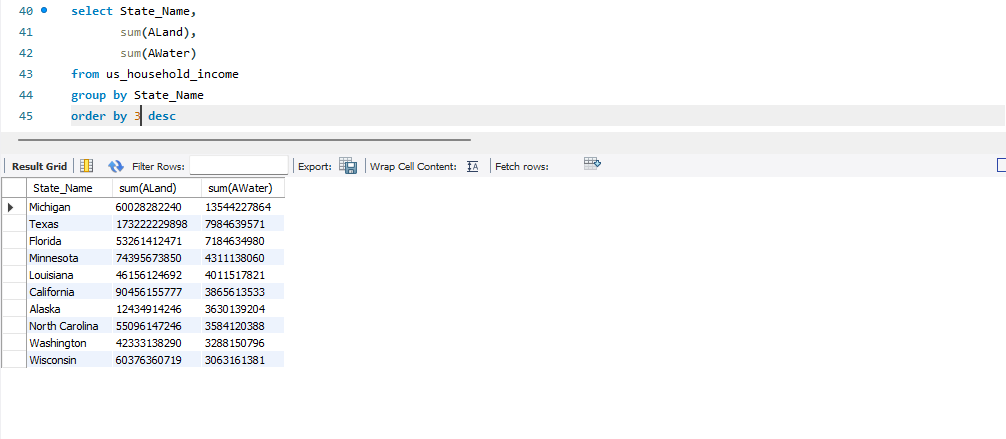 40 select State_Name,
41 sum(ALand),
42 sum(AWater)
43 from us_household_income
44 group by State_Name
45 order by 3 desc
Result Grid Filter Rows: Export: Wrap Cell Content: IA Fetch rows:
State_Name sum(ALand) sum(AWater)
Michigan 60028282240 13544227864
Texas 173222229898 7984639571
Florida 53261412471 7184634980
Minnesota 74395673850 4311138060
Louisiana 46156124692 4011517821
California 90456155777 3865613533
Alaska 12434914246 3630139204
North Carolina 55096147246 3584120388
Washington 42333138290 3288150796
Wisconsin 60376360719 3063161381